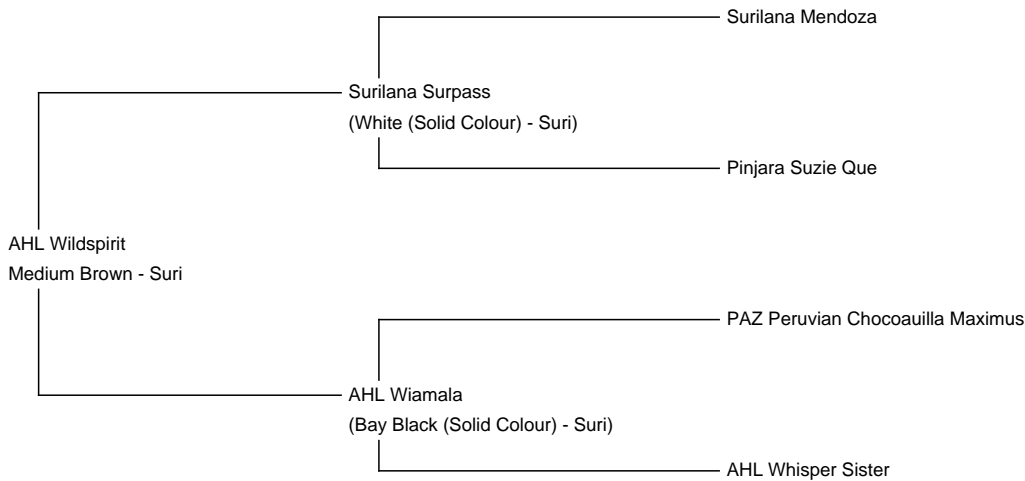 Surilana Mendoza
Surilana Surpass
(White (Solid Colour) - Suri)
Pinjara Suzie Que
AHL Wildspirit
Medium Brown - Suri
PAZ Peruvian Chocoauilla Maximus
AHL Wiamala
(Bay Black (Solid Colour) - Suri)
AHL Whisper Sister